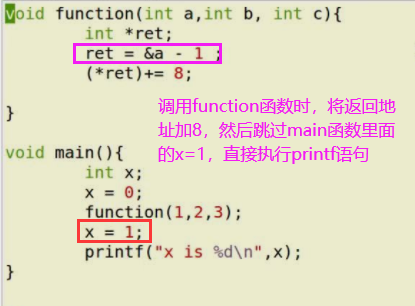 void function(int a,int b, int c){
int *ret;
ret = &a - 1 ;
(*ret)+= 8;
}
调用function函数时，将返回地
址加8，然后跳过main函数里面
的x=1，直接执行printf语句
void main(){
int x;
x = 0;
function(1,2,3);
x = 1;
printf("x is %d\n",x);
}